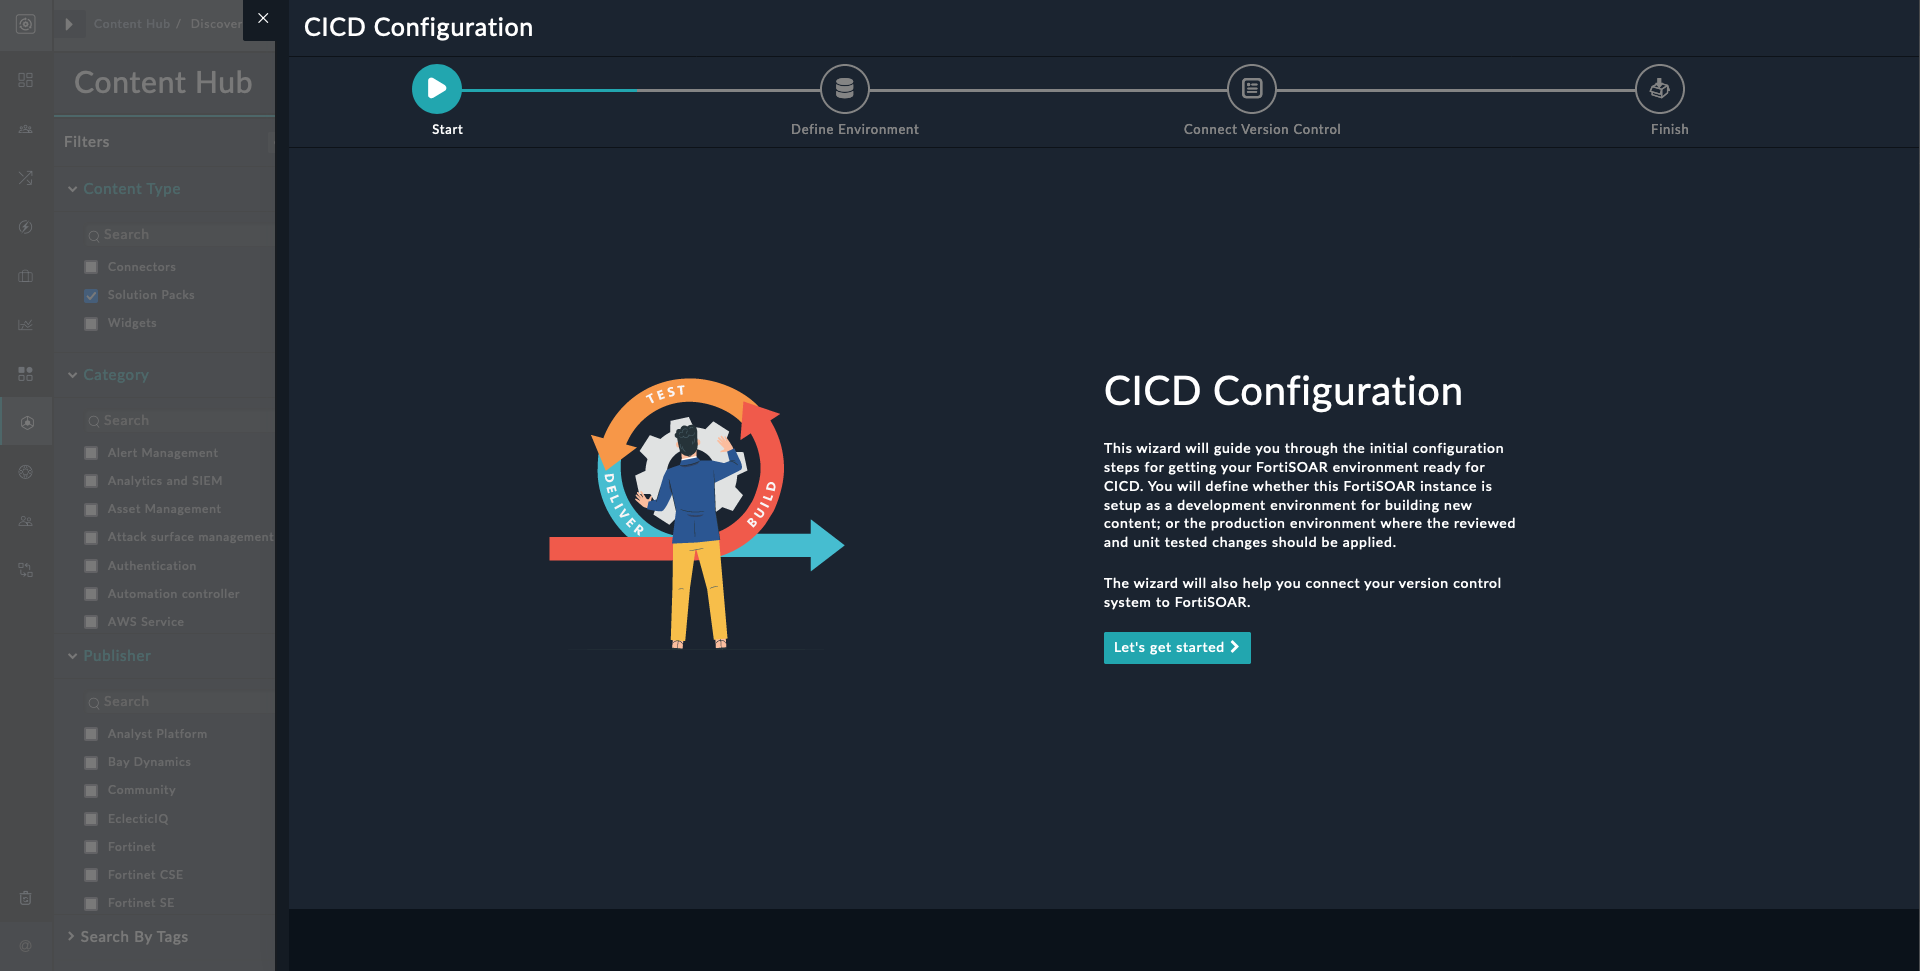 Content Hub / Discover
CICD Configuration
Content Hub
Start
Define Environment
Connect Version Control
Finish
Filters
Content Type
Search
Connectors
Solution Packs
Widgets
Category
Search
Alert Management
Analytics and SIEM
Asset Management
Attack surface management
Authentication
Automation controller
AWS Service
Publisher
Search
Analyst Platform
Bay Dynamics
Community
EclecticIQ
Fortinet
Fortinet CSE
Fortinet SE
Search By Tags
TEST
DELIVER
BUILD
CICD Configuration
This wizard will guide you through the initial configuration
steps for getting your FortiSOAR environment ready for
CICD. You will define whether this FortiSOAR instance is
setup as a development environment for building new
content; or the production environment where the reviewed
and unit tested changes should be applied.
The wizard will also help you connect your version control
system to FortiSOAR.
Let's get started